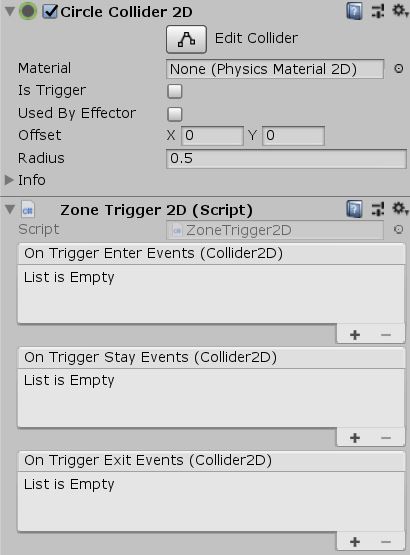 Circle Collider 2D
Edit Collider
Material None (Physics Material 2D)
Is Trigger
Used By Effector
Offset X 0 Y 0
Radius 0.5
Info
Zone Trigger 2D (Script)
Script ZoneTrigger2D
On Trigger Enter Events (Collider2D)
List is Empty
On Trigger Stay Events (Collider2D)
List is Empty
On Trigger Exit Events (Collider2D)
List is Empty